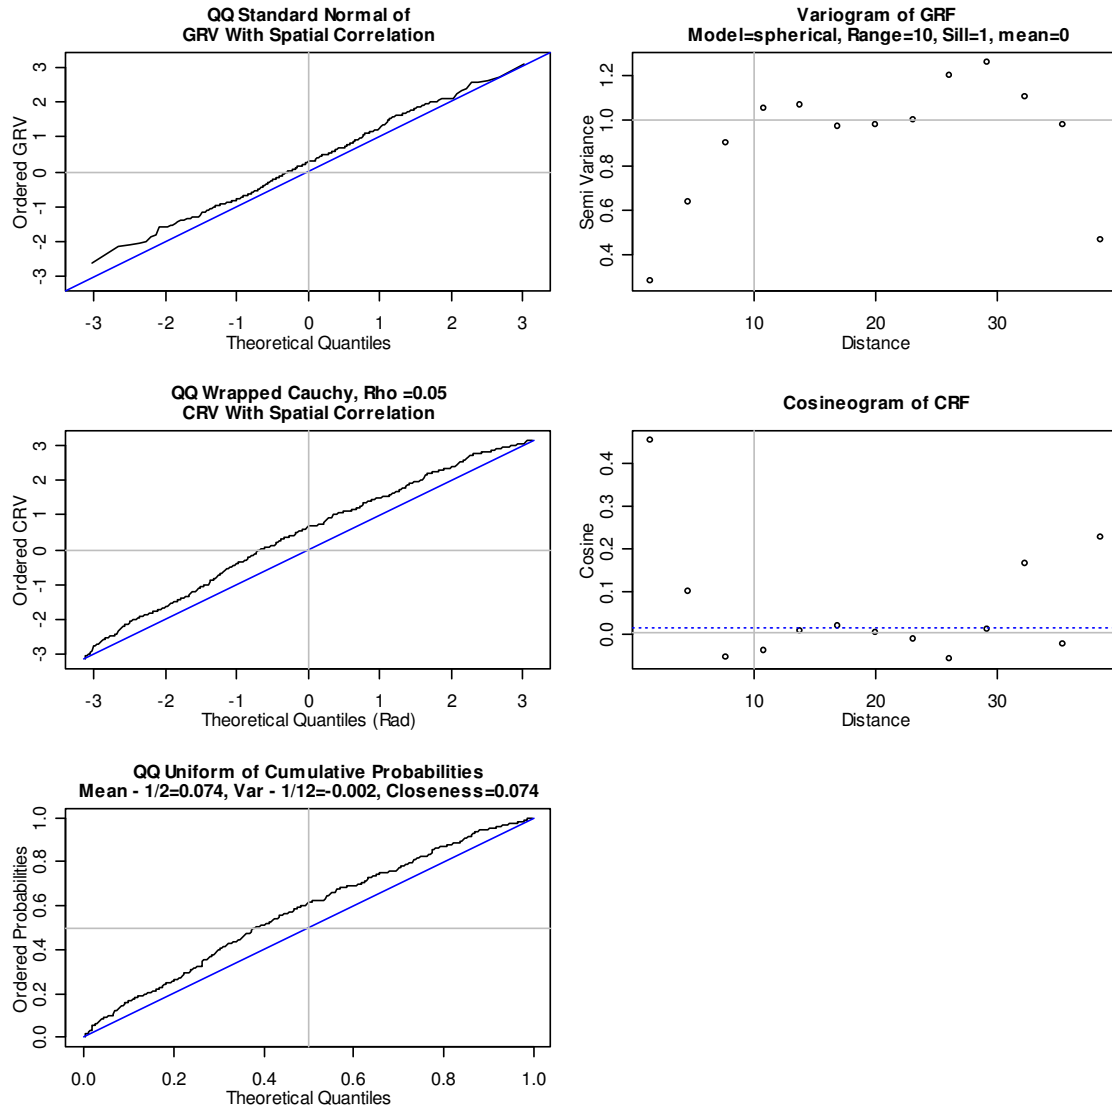 QQ Standard Normal of
GRV With Spatial Correlation
Ordered GRV
3
2
1
0
-1
-2
-3
-3 -2 -1 0 1 2 3
Theoretical Quantiles
Variogram of GRF
Model=spherical, Range=10, Sill=1, mean=0
Semi Variance
1.2
1.0
0.8
0.6
0.4
10 20 30
Distance
QQ Wrapped Cauchy, Rho =0.05
CRV With Spatial Correlation
Ordered CRV
3
2
1
0
-1
-2
-3
-3 -2 -1 0 1 2 3
Theoretical Quantiles (Rad)
Cosineogram of CRF
Cosine
0.4
0.3
0.2
0.1
0.0
10 20 30
Distance
QQ Uniform of Cumulative Probabilities
Mean - 1/2=0.074, Var - 1/12=-0.002, Closeness=0.074
Ordered Probabilities
1.0
0.8
0.6
0.4
0.2
0.0
0.0 0.2 0.4 0.6 0.8 1.0
Theoretical Quantiles